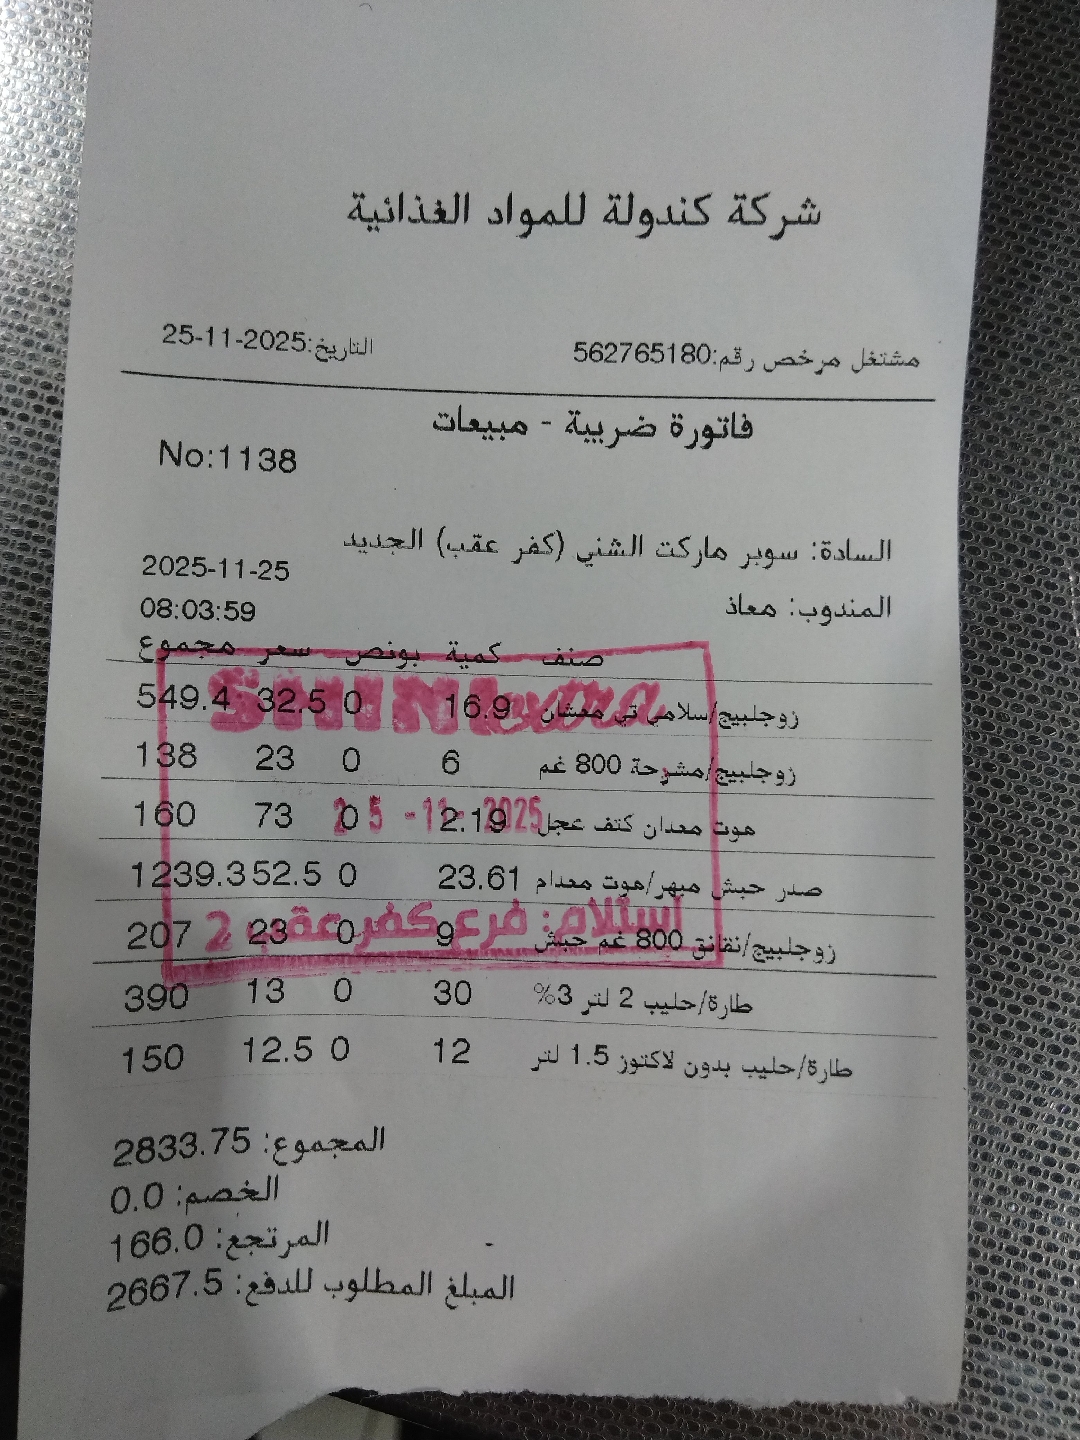 شركة كندولة للمواد الغذائية
مشتغل مرخص رقم:562765180 التاريخ:25-11-2025
فاتورة ضريبة - مبيعات
No:1138
السادة: سوبر ماركت الشني (كفر عقب) الجديد
2025-11-25
المندوب: معاذ
08:03:59
صنف كمية بونص سعر مجموع
زوجلبيج/سلامي تي معشان 16.9 0 32.5 549.4
زوجلبيج/مشرحة 800 غم 6 0 23 138
هوت معدان كتف عجل 2.19 0 73 160
صدر حبش مبهر/هوت معدام 23.61 0 52.5 1239.3
زوجلبيج/نقانق 800 غم حبش 9 0 23 207
طارة/حليب 2 لتر 3% 30 0 13 390
طارة/حليب بدون لاكتوز 1.5 لتر 12 0 12.5 150
SHINI extra
25 -11- 2025
استلام: فرع كفر عقب 2
المجموع: 2833.75
الخصم: 0.0
المرتجع: 166.0
المبلغ المطلوب للدفع: 2667.5